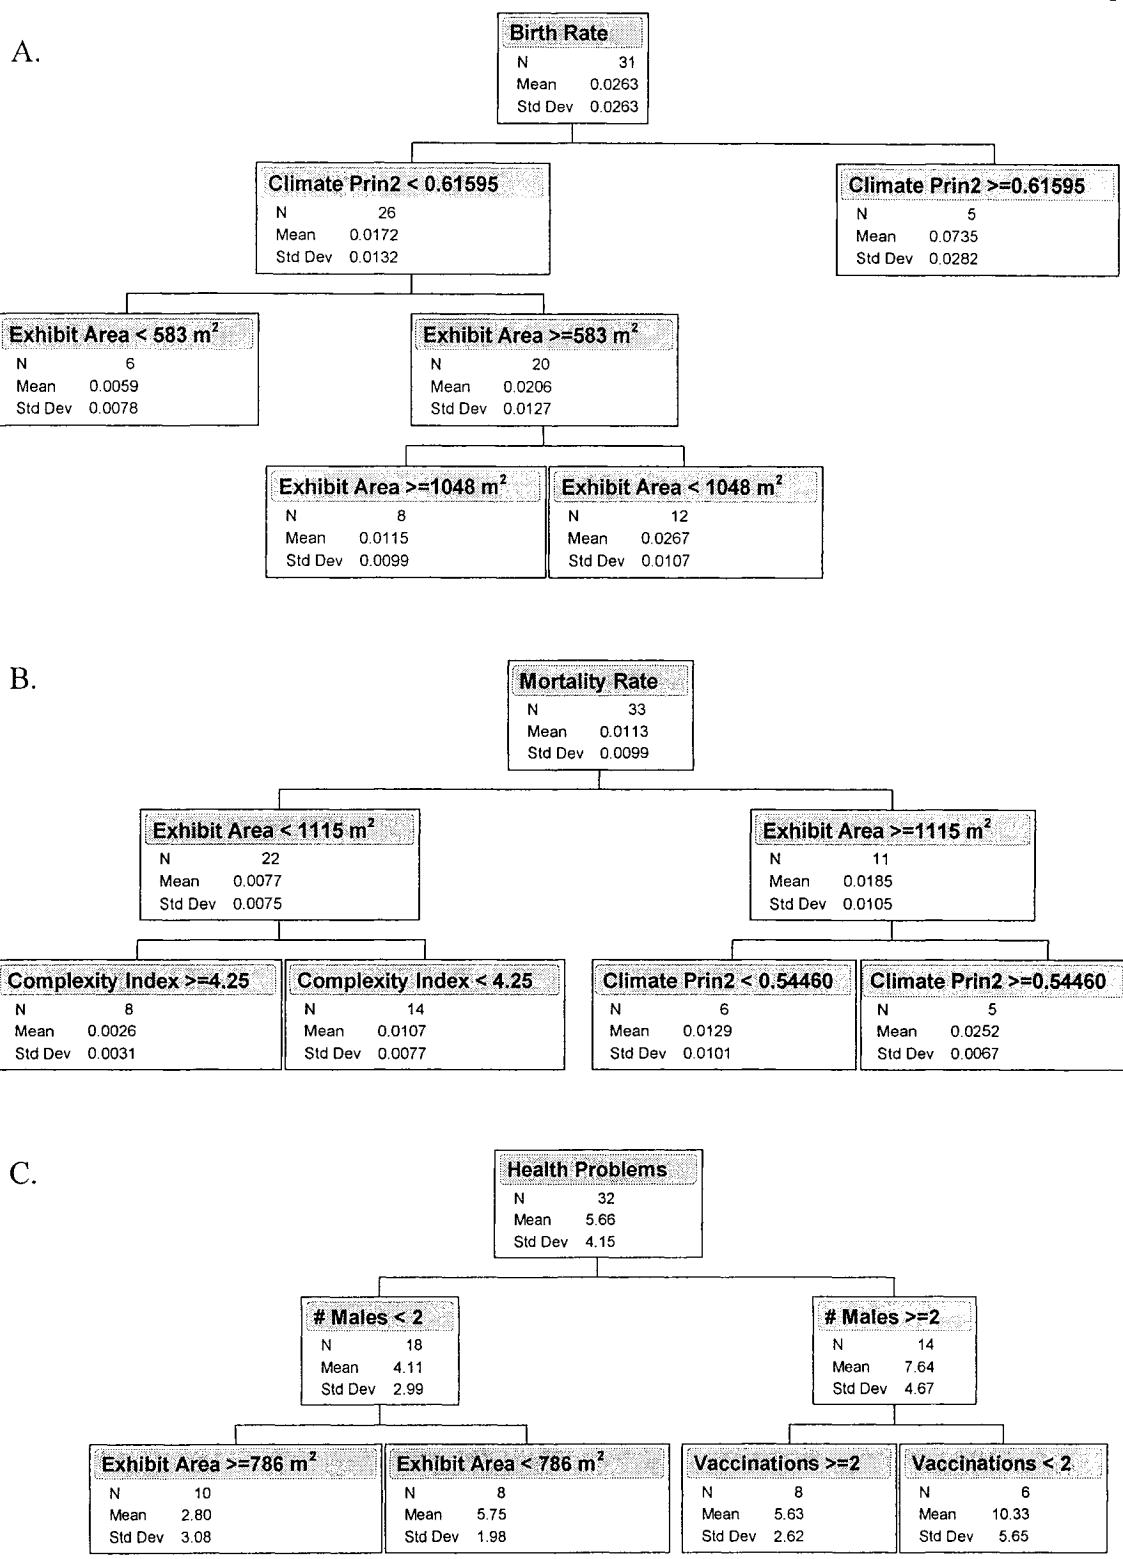 A.
Birth Rate
N 31
Mean 0.0263
Std Dev 0.0263
Climate Prin2 < 0.61595
N 26
Mean 0.0172
Std Dev 0.0132
Climate Prin2 >=0.61595
N 5
Mean 0.0735
Std Dev 0.0282
Exhibit Area < 583 m²
N 6
Mean 0.0059
Std Dev 0.0078
Exhibit Area >=583 m²
N 20
Mean 0.0206
Std Dev 0.0127
Exhibit Area >=1048 m²
N 8
Mean 0.0115
Std Dev 0.0099
Exhibit Area < 1048 m²
N 12
Mean 0.0267
Std Dev 0.0107
B.
Mortality Rate
N 33
Mean 0.0113
Std Dev 0.0099
Exhibit Area < 1115 m²
N 22
Mean 0.0077
Std Dev 0.0075
Exhibit Area >=1115 m²
N 11
Mean 0.0185
Std Dev 0.0105
Complexity Index >=4.25
N 8
Mean 0.0026
Std Dev 0.0031
Complexity Index < 4.25
N 14
Mean 0.0107
Std Dev 0.0077
Climate Prin2 < 0.54460
N 6
Mean 0.0129
Std Dev 0.0101
Climate Prin2 >=0.54460
N 5
Mean 0.0252
Std Dev 0.0067
C.
Health Problems
N 32
Mean 5.66
Std Dev 4.15
# Males < 2
N 18
Mean 4.11
Std Dev 2.99
# Males >=2
N 14
Mean 7.64
Std Dev 4.67
Exhibit Area >=786 m²
N 10
Mean 2.80
Std Dev 3.08
Exhibit Area < 786 m²
N 8
Mean 5.75
Std Dev 1.98
Vaccinations >=2
N 8
Mean 5.63
Std Dev 2.62
Vaccinations < 2
N 6
Mean 10.33
Std Dev 5.65